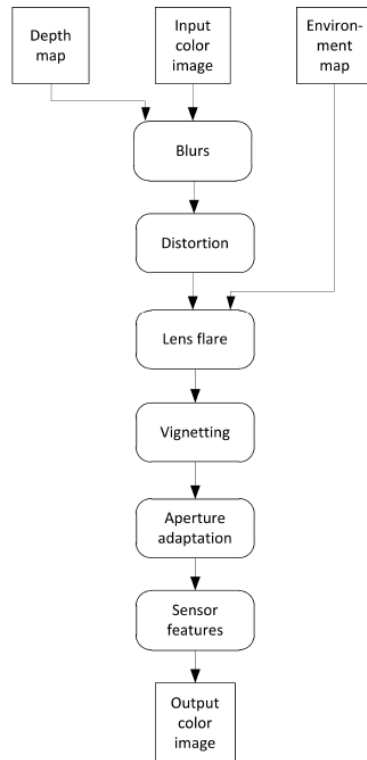 Depth
map
Input
color
image
Environ-
ment
map
Blurs
Distortion
Lens flare
Vignetting
Aperture
adaptation
Sensor
features
Output
color
image